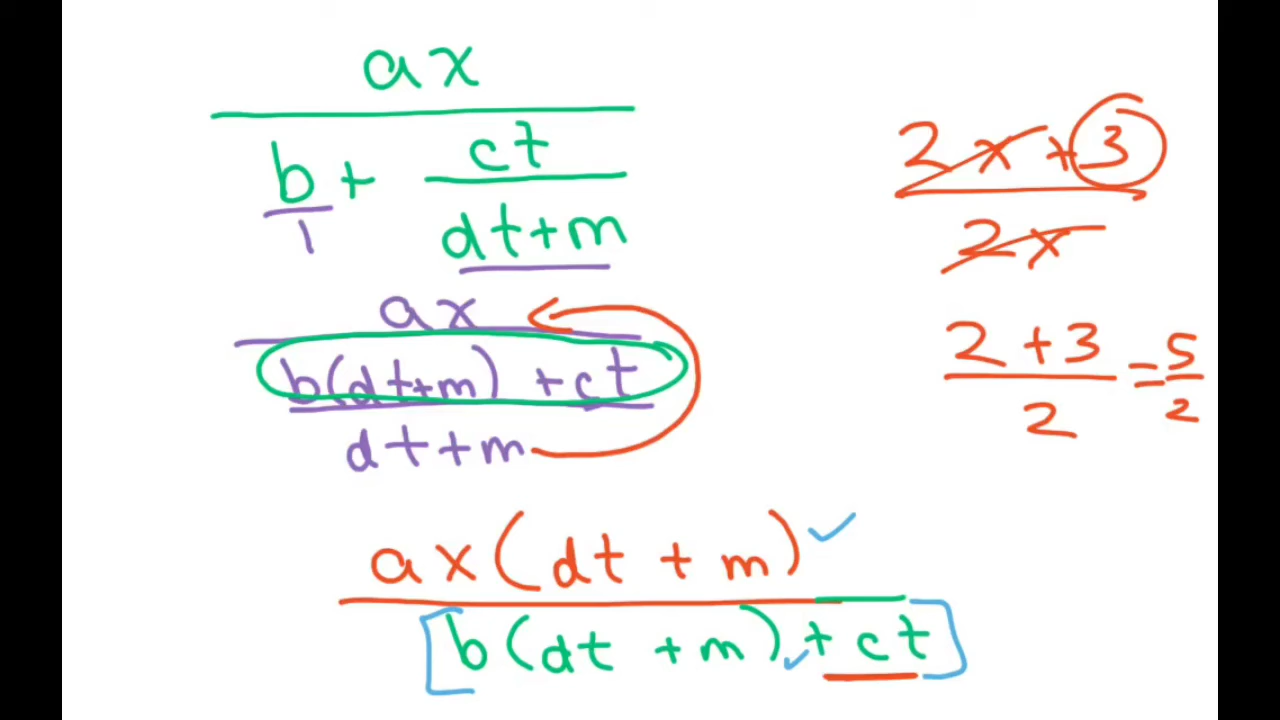 ax
b + ct
1 dt+m
ax
b(dt+m) + ct
dt+m
ax(dt + m)
[b(dt + m) + ct]
2x+3
2x
2 + 3 = 5
2 2